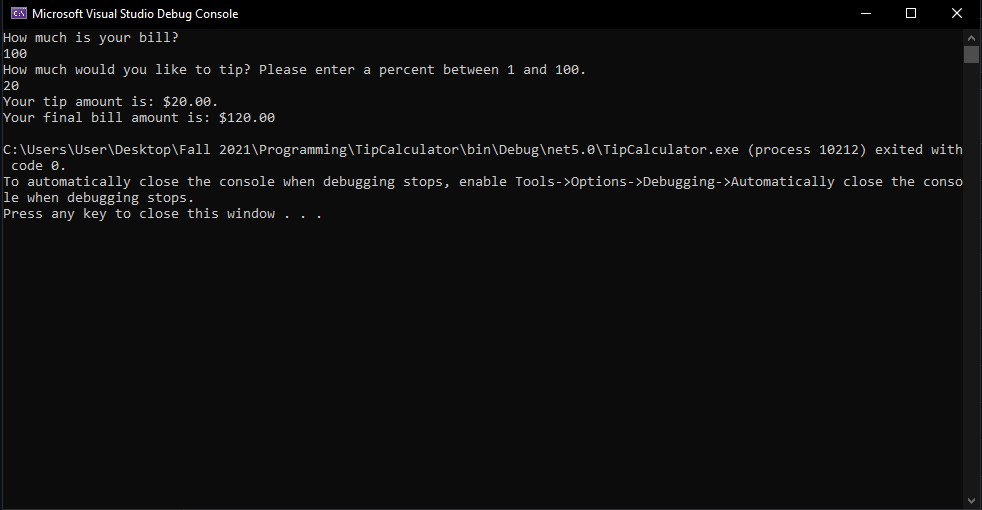 Microsoft Visual Studio Debug Console
How much is your bill?
100
How much would you like to tip? Please enter a percent between 1 and 100.
20
Your tip amount is: $20.00.
Your final bill amount is: $120.00
C:\Users\User\Desktop\Fall 2021\Programming\TipCalculator\bin\Debug\net5.0\TipCalculator.exe (process 10212) exited with
 code 0.
To automatically close the console when debugging stops, enable Tools->Options->Debugging->Automatically close the conso
le when debugging stops.
Press any key to close this window . . .